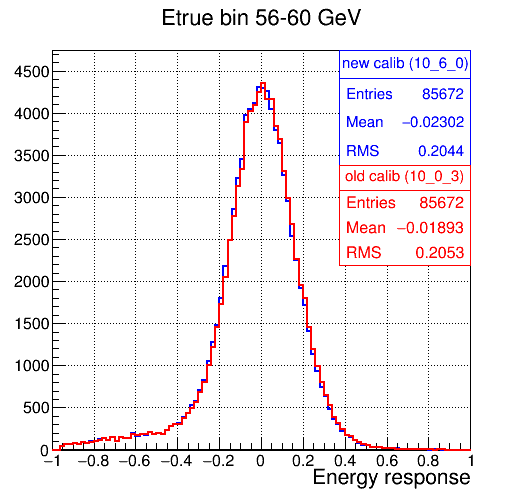 Etrue bin 56-60 GeV
new calib (10_6_0)
Entries 85672
Mean −0.02302
RMS 0.2044
old calib (10_0_3)
Entries 85672
Mean −0.01893
RMS 0.2053
4500
4000
3500
3000
2500
2000
1500
1000
500
0
−1 −0.8 −0.6 −0.4 −0.2 0 0.2 0.4 0.6 0.8 1
Energy response